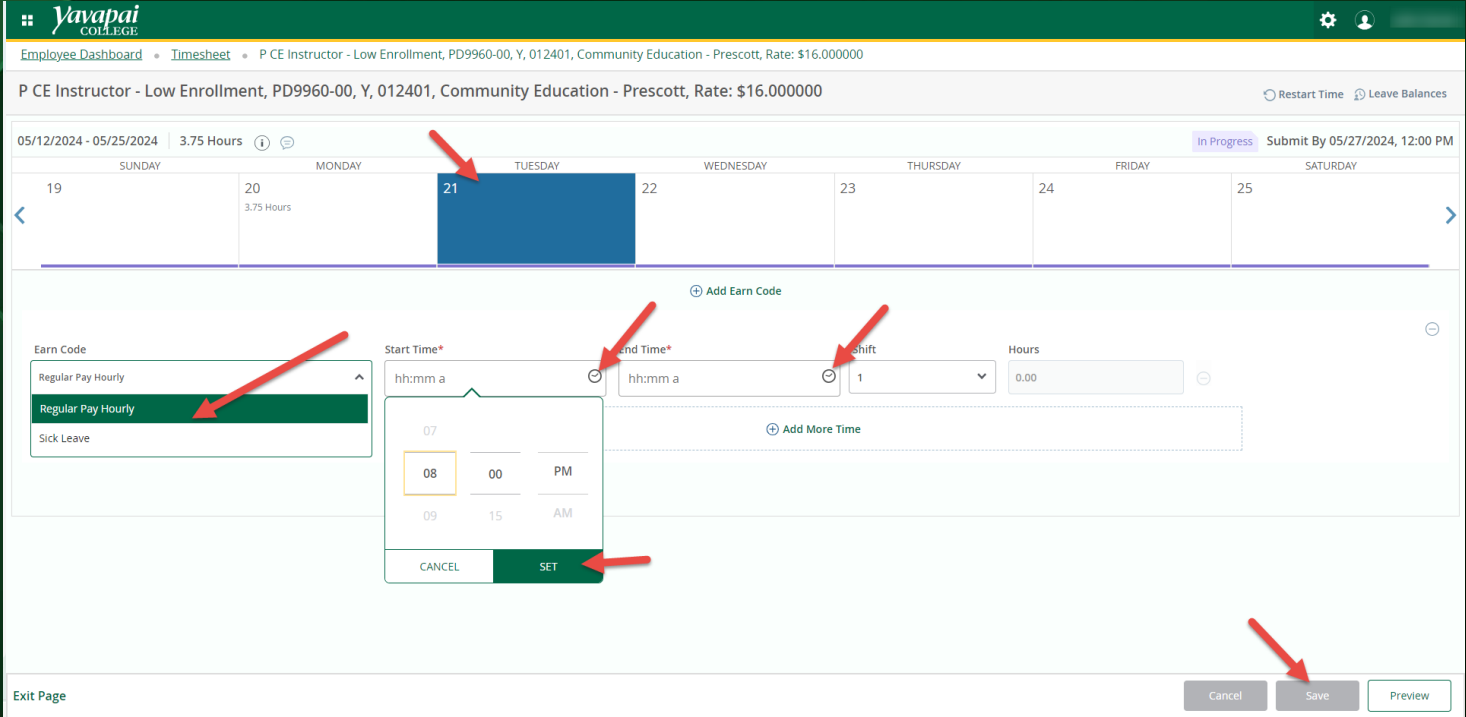 Yavapai
COLLEGE
Employee Dashboard • Timesheet • P CE Instructor - Low Enrollment, PD9960-00, Y, 012401, Community Education - Prescott, Rate: $16.000000
P CE Instructor - Low Enrollment, PD9960-00, Y, 012401, Community Education - Prescott, Rate: $16.000000
Restart Time Leave Balances
05/12/2024 - 05/25/2024 3.75 Hours In Progress Submit By 05/27/2024, 12:00 PM
SUNDAY MONDAY TUESDAY WEDNESDAY THURSDAY FRIDAY SATURDAY
19 20 21 22 23 24 25
3.75 Hours
Add Earn Code
Earn Code Start Time* End Time* Shift Hours
Regular Pay Hourly hh:mm a hh:mm a 1 0.00
Regular Pay Hourly
Sick Leave
Add More Time
07
08 00 PM
09 15 AM
CANCEL SET
Exit Page Cancel Save Preview